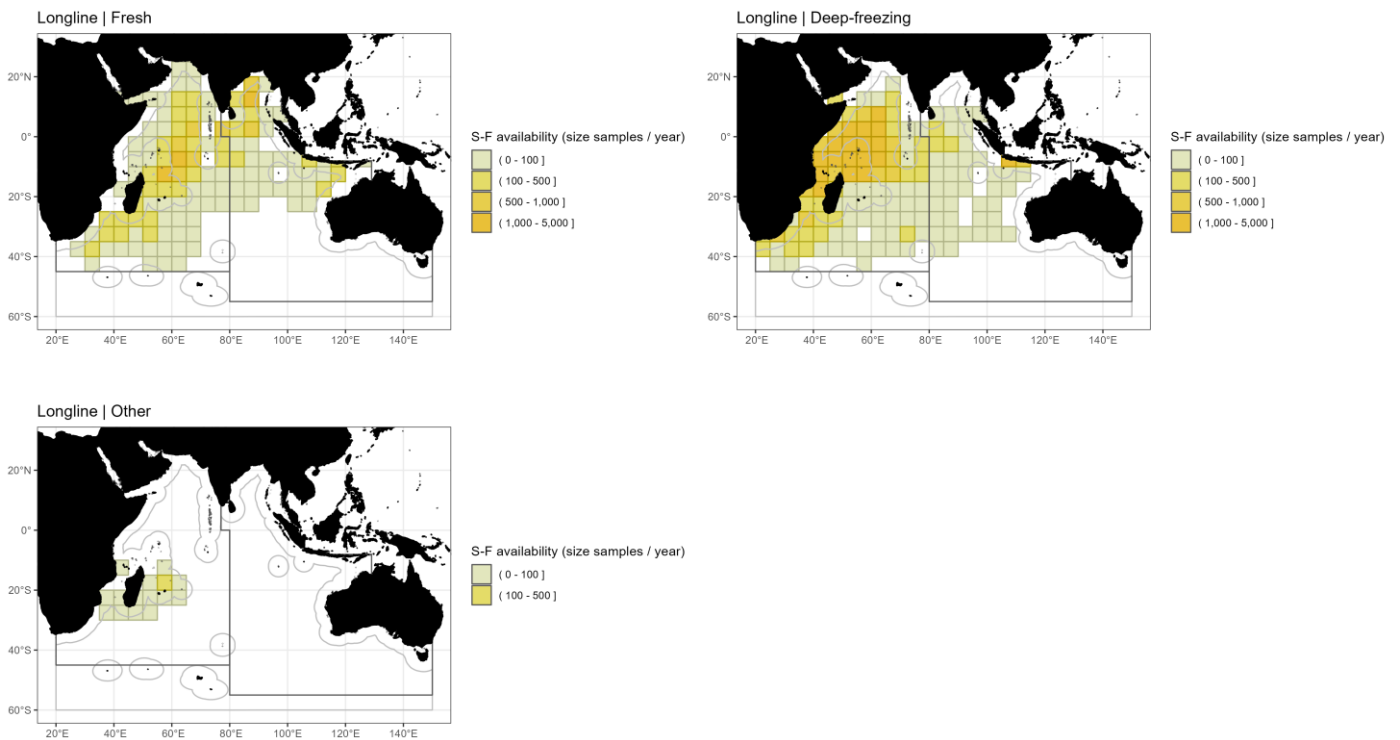 Longline | Fresh
20°N
0°
20°S
40°S
60°S
20°E 40°E 60°E 80°E 100°E 120°E 140°E
S-F availability (size samples / year)
( 0 - 100 ]
( 100 - 500 ]
( 500 - 1,000 ]
( 1,000 - 5,000 ]
Longline | Deep-freezing
20°N
0°
20°S
40°S
60°S
20°E 40°E 60°E 80°E 100°E 120°E 140°E
S-F availability (size samples / year)
( 0 - 100 ]
( 100 - 500 ]
( 500 - 1,000 ]
( 1,000 - 5,000 ]
Longline | Other
20°N
0°
20°S
40°S
60°S
20°E 40°E 60°E 80°E 100°E 120°E 140°E
S-F availability (size samples / year)
( 0 - 100 ]
( 100 - 500 ]